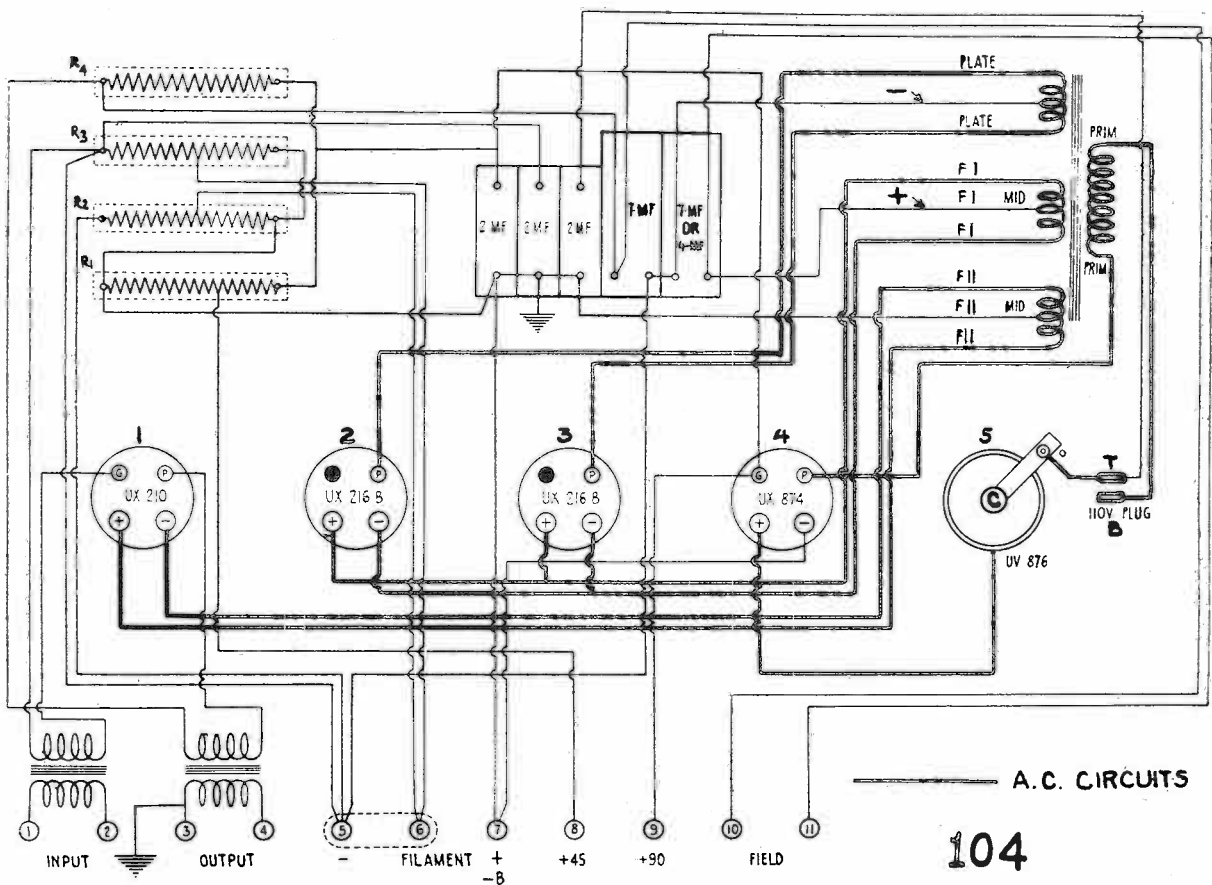 R4
R3
R2
R1
PLATE
−
PLATE
PRIM
F I
+ F I MID
F I
PRIM
F II
F II MID
F II
2 MF 2 MF 2 MF 7-MF 7-MF
OR
4-MF
1 2 3 4 5
G P P P G P
UX 210 UX 216 B UX 216 B UX 874
+ − + − + − + −
C
T
110V PLUG
B
UV 876
A.C. CIRCUITS
1 2 3 4 5 6 7 8 9 10 11
INPUT OUTPUT − FILAMENT + +45 +90 FIELD
−B
104